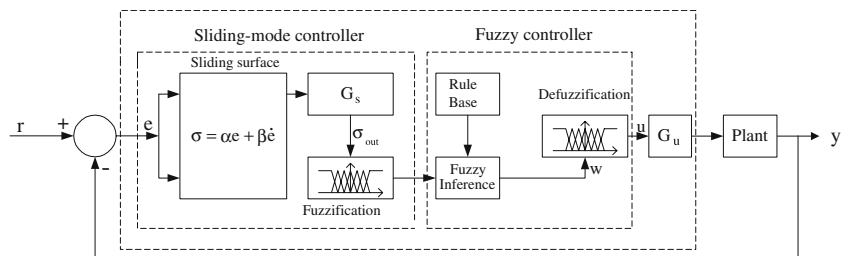 Sliding-mode controller
Fuzzy controller
Sliding surface
G_s
Rule
Base
Defuzzification
r
+
-
e
σ = αe + βė
σ_out
Fuzzification
Fuzzy
Inference
w
u
G_u
Plant
y